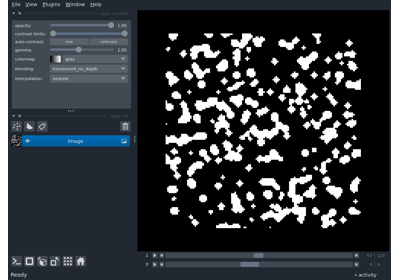 File View Plugins Window Help
opacity: 1.00
contrast limits:
auto-contrast: once continuous
gamma: 1.00
colormap: gray
blending: translucent_no_depth
interpolation: nearest
Image
1
0
Ready activity